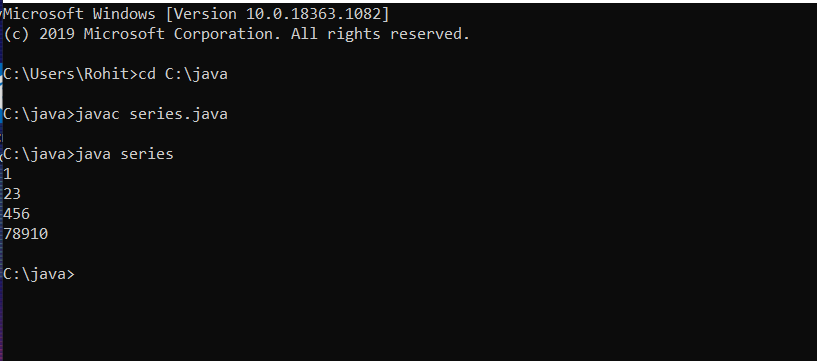 Microsoft Windows [Version 10.0.18363.1082]
(c) 2019 Microsoft Corporation. All rights reserved.
C:\Users\Rohit>cd C:\java
C:\java>javac series.java
C:\java>java series
1
23
456
78910
C:\java>